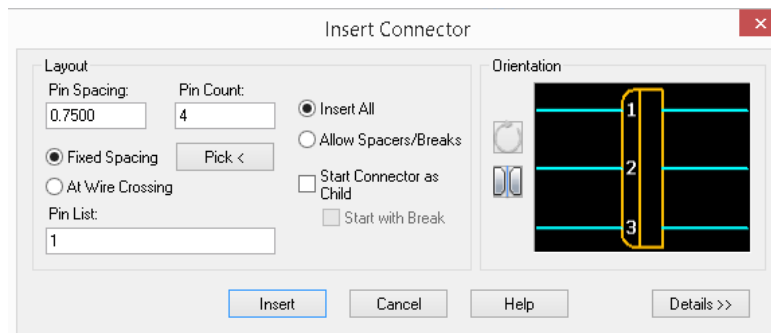 Insert Connector
Layout
Pin Spacing:
Pin Count:
0.7500
4
Fixed Spacing
Pick <
At Wire Crossing
Pin List:
1
Insert All
Allow Spacers/Breaks
Start Connector as
Child
Start with Break
Orientation
1
2
3
Insert
Cancel
Help
Details >>